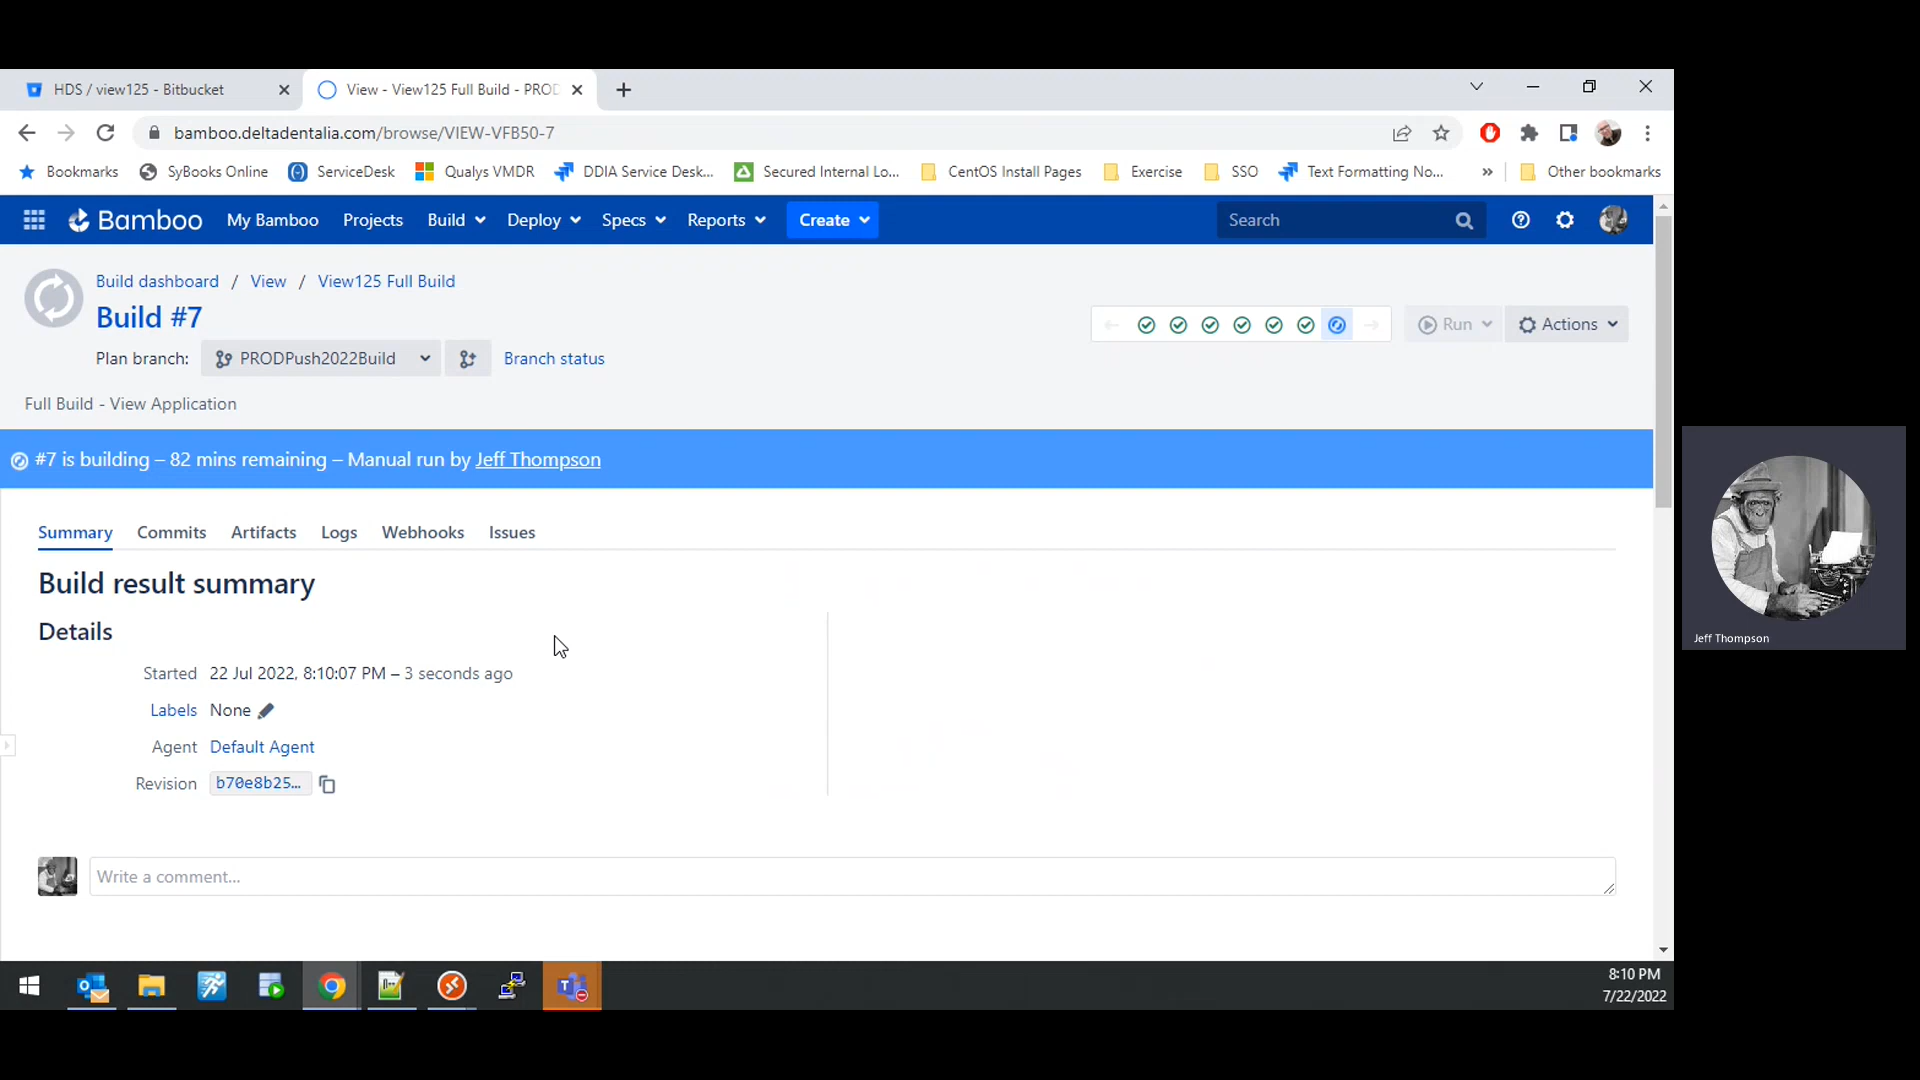 HDS / view125 - Bitbucket
View - View125 Full Build - PROD
bamboo.deltadentalia.com/browse/VIEW-VFB50-7
Bookmarks SyBooks Online ServiceDesk Qualys VMDR DDIA Service Desk... Secured Internal Lo... CentOS Install Pages Exercise SSO Text Formatting No... » Other bookmarks
Bamboo My Bamboo Projects Build Deploy Specs Reports Create Search
Build dashboard / View / View125 Full Build
Build #7
Run Actions
Plan branch: PRODPush2022Build Branch status
Full Build - View Application
#7 is building – 82 mins remaining – Manual run by Jeff Thompson
Summary Commits Artifacts Logs Webhooks Issues
Build result summary
Details
Started 22 Jul 2022, 8:10:07 PM – 3 seconds ago
Labels None
Agent Default Agent
Revision b70e8b25...
Write a comment...
Jeff Thompson
8:10 PM
7/22/2022